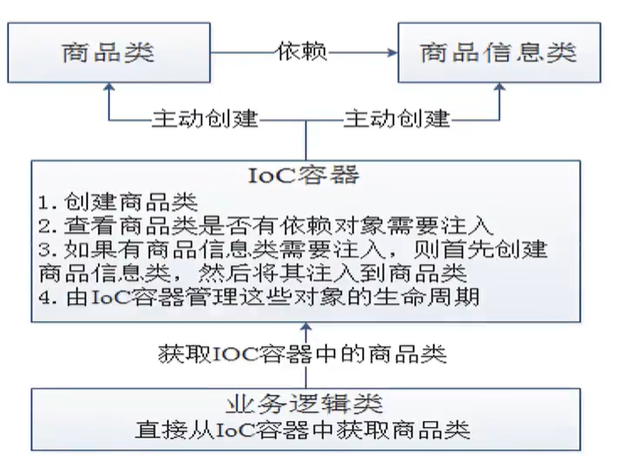 商品类
依赖
商品信息类
主动创建
主动创建
IoC容器
1. 创建商品类
2. 查看商品类是否有依赖对象需要注入
3. 如果有商品信息类需要注入，则首先创建
商品信息类，然后将其注入到商品类
4. 由IoC容器管理这些对象的生命周期
获取IOC容器中的商品类
业务逻辑类
直接从IoC容器中获取商品类